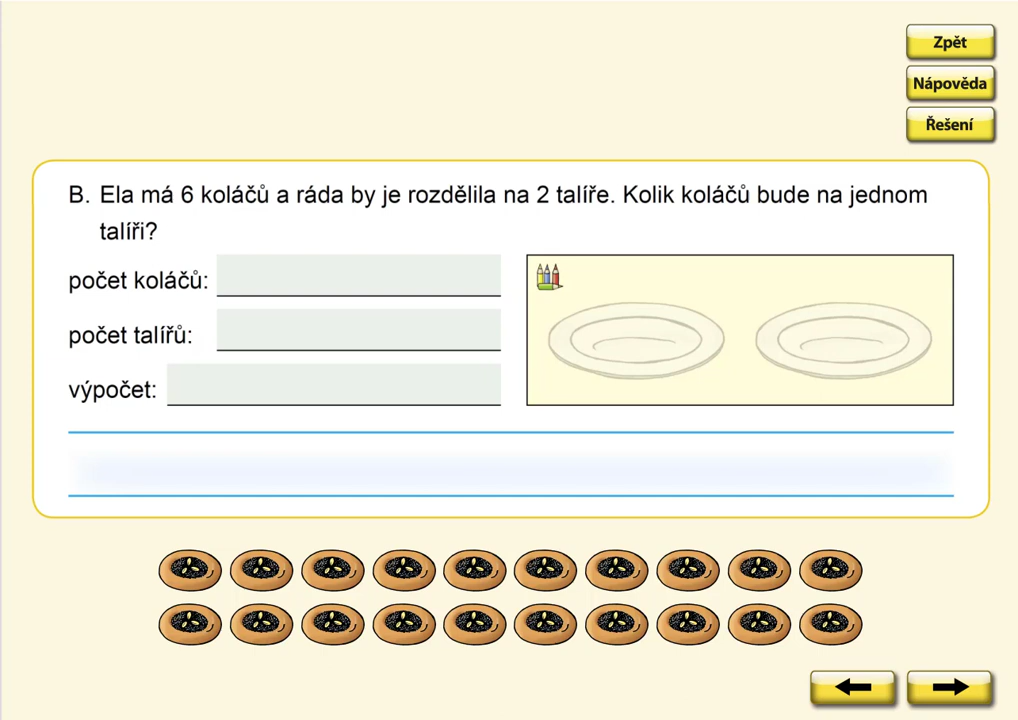 Zpět
Nápověda
Řešení
B. Ela má 6 koláčů a ráda by je rozdělila na 2 talíře. Kolik koláčů bude na jednom
talíři?
počet koláčů:
počet talířů:
výpočet: